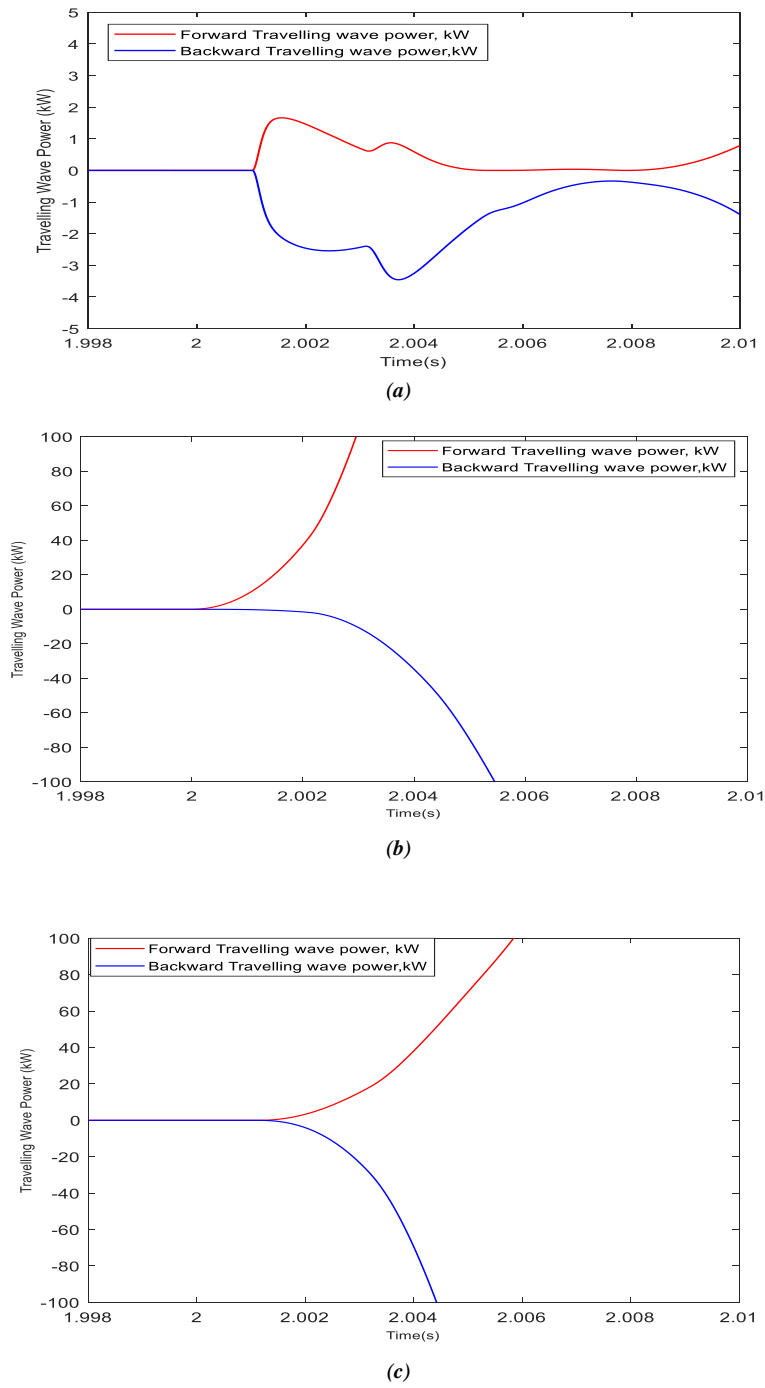 5
4
3
2
1
0
-1
-2
-3
-4
-5
Travelling Wave Power (kW)
Forward Travelling wave power, kW
Backward Travelling wave power,kW
1.998 2 2.002 2.004 2.006 2.008 2.01
Time(s)
(a)
100
80
60
40
20
0
-20
-40
-60
-80
-100
Travelling Wave Power (kW)
Forward Travelling wave power, kW
Backward Travelling wave power,kW
1.998 2 2.002 2.004 2.006 2.008 2.01
Time(s)
(b)
100
80
60
40
20
0
-20
-40
-60
-80
-100
Travelling Wave Power (kW)
Forward Travelling wave power, kW
Backward Travelling wave power,kW
1.998 2 2.002 2.004 2.006 2.008 2.01
Time(s)
(c)